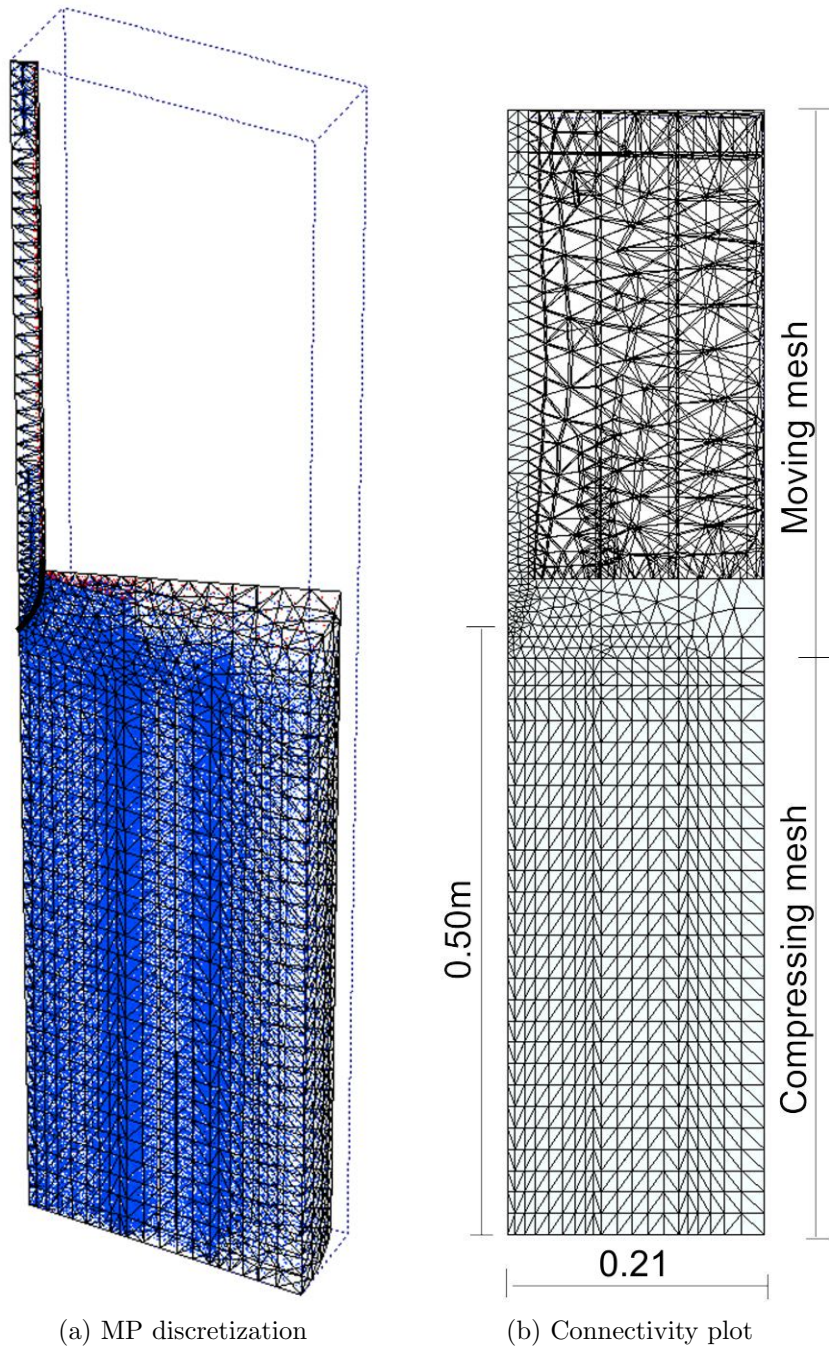 Moving mesh
0.50m
Compressing mesh
0.21
(a) MP discretization
(b) Connectivity plot